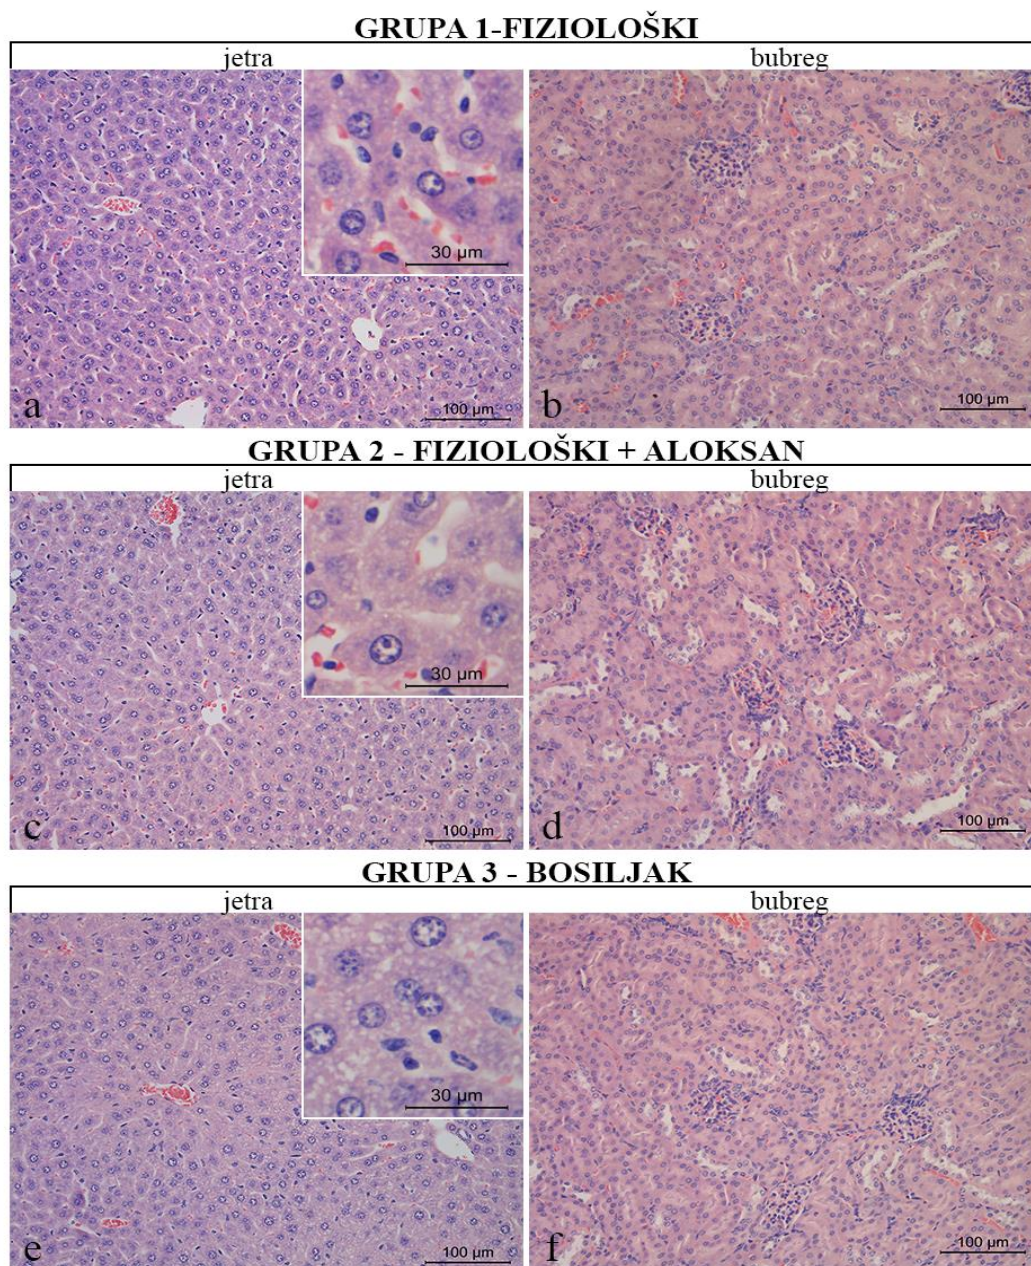 GRUPA 1-FIZIOLOŠKI
jetra bubreg
30 µm
a 100 µm b 100 µm
GRUPA 2 - FIZIOLOŠKI + ALOKSAN
jetra bubreg
30 µm
c 100 µm d 100 µm
GRUPA 3 - BOSILJAK
jetra bubreg
30 µm
e 100 µm f 100 µm